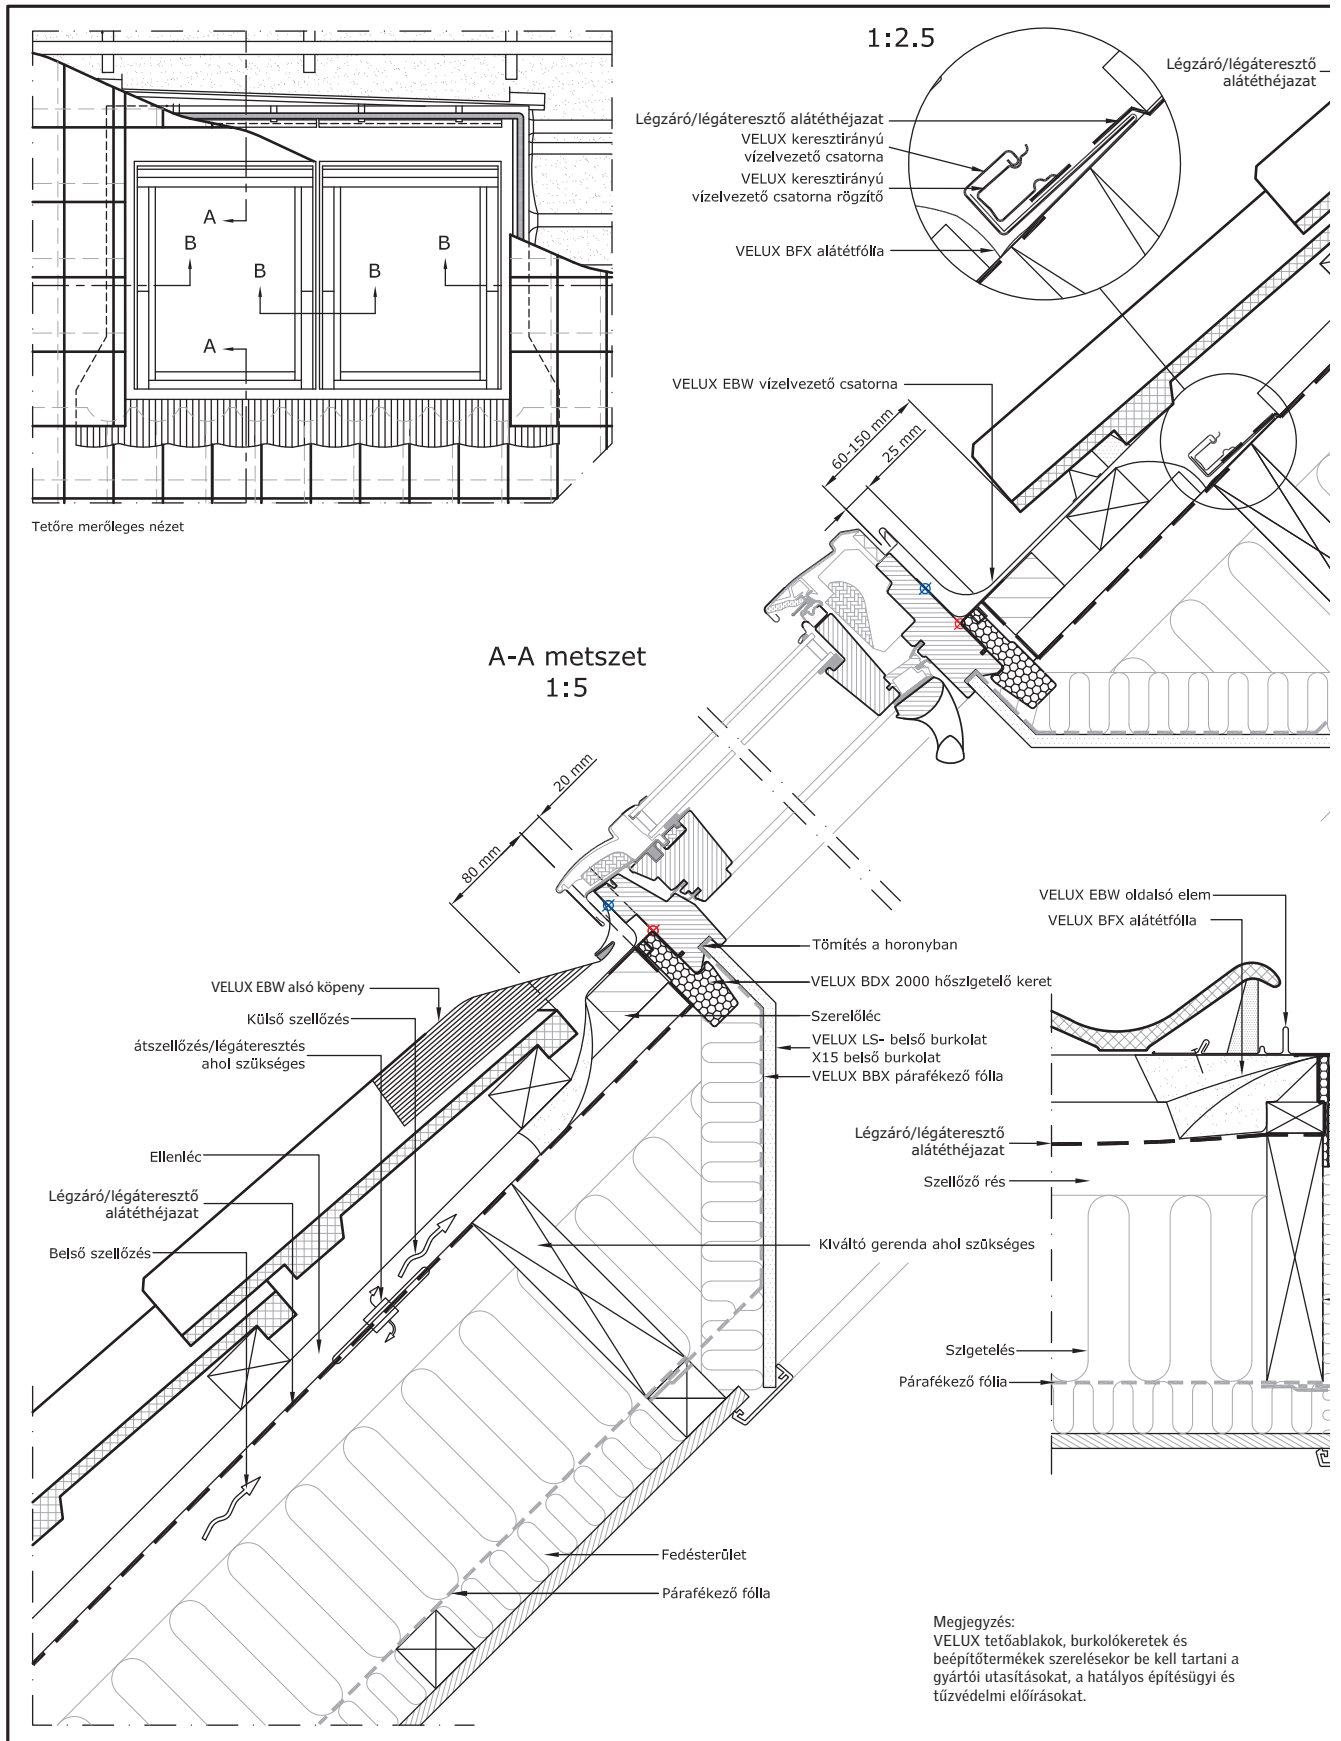 1:2.5
Légzáró/légáteresztő
alátéthéjazat
Légzáró/légáteresztő alátéthéjazat
VELUX keresztirányú
vízelvezető csatorna
VELUX keresztirányú
vízelvezető csatorna rögzítő
VELUX BFX alátétfólia
A
B
B
B
B
A
Tetőre merőleges nézet
VELUX EBW vízelvezető csatorna
60-150 mm
25 mm
A-A metszet
1:5
20 mm
80 mm
VELUX EBW alsó köpeny
Külső szellőzés
átszellőzés/légáteresztés
ahol szükséges
Ellenléc
Légzáró/légáteresztő
alátéthéjazat
Belső szellőzés
Tömítés a horonyban
VELUX BDX 2000 hőszigetelő keret
Szerelőléc
VELUX LS- belső burkolat
X15 belső burkolat
VELUX BBX párafékező fólia
Kiváltó gerenda ahol szükséges
Fedésterület
Párafékező fólia
VELUX EBW oldalsó elem
VELUX BFX alátétfólia
Légzáró/légáteresztő
alátéthéjazat
Szellőző rés
Szigetelés
Párafékező fólia
Megjegyzés:
VELUX tetőablakok, burkolókeretek és
beépítőtermékek szerelésekor be kell tartani a
gyártói utasításokat, a hatályos építésügyi és
tűzvédelmi előírásokat.